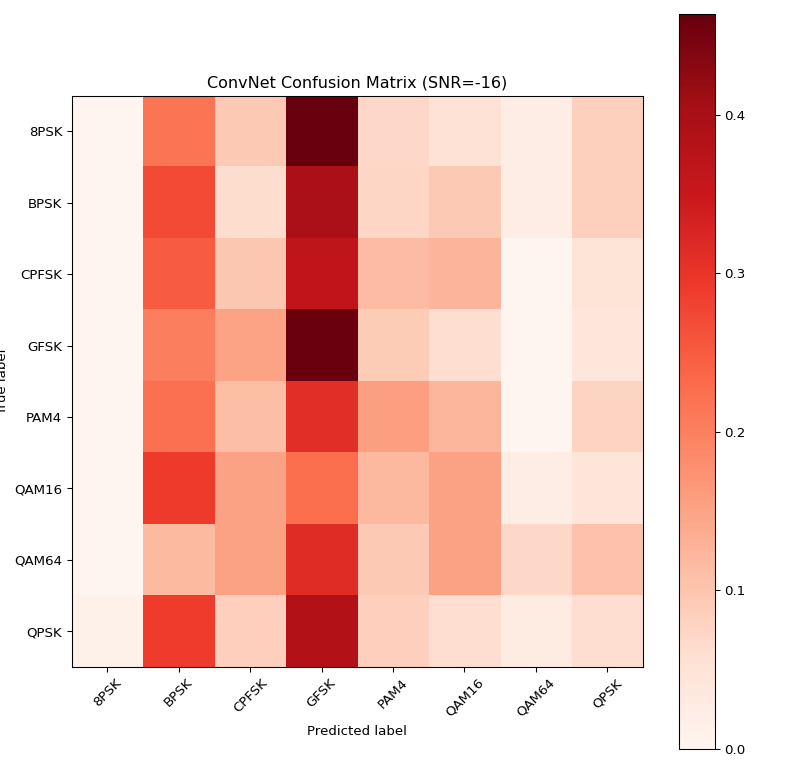 ConvNet Confusion Matrix (SNR=-16)
8PSK
BPSK
CPFSK
GFSK
PAM4
QAM16
QAM64
QPSK
8PSK
BPSK
CPFSK
GFSK
PAM4
QAM16
QAM64
QPSK
Predicted label
0.4
0.3
0.2
0.1
0.0
label